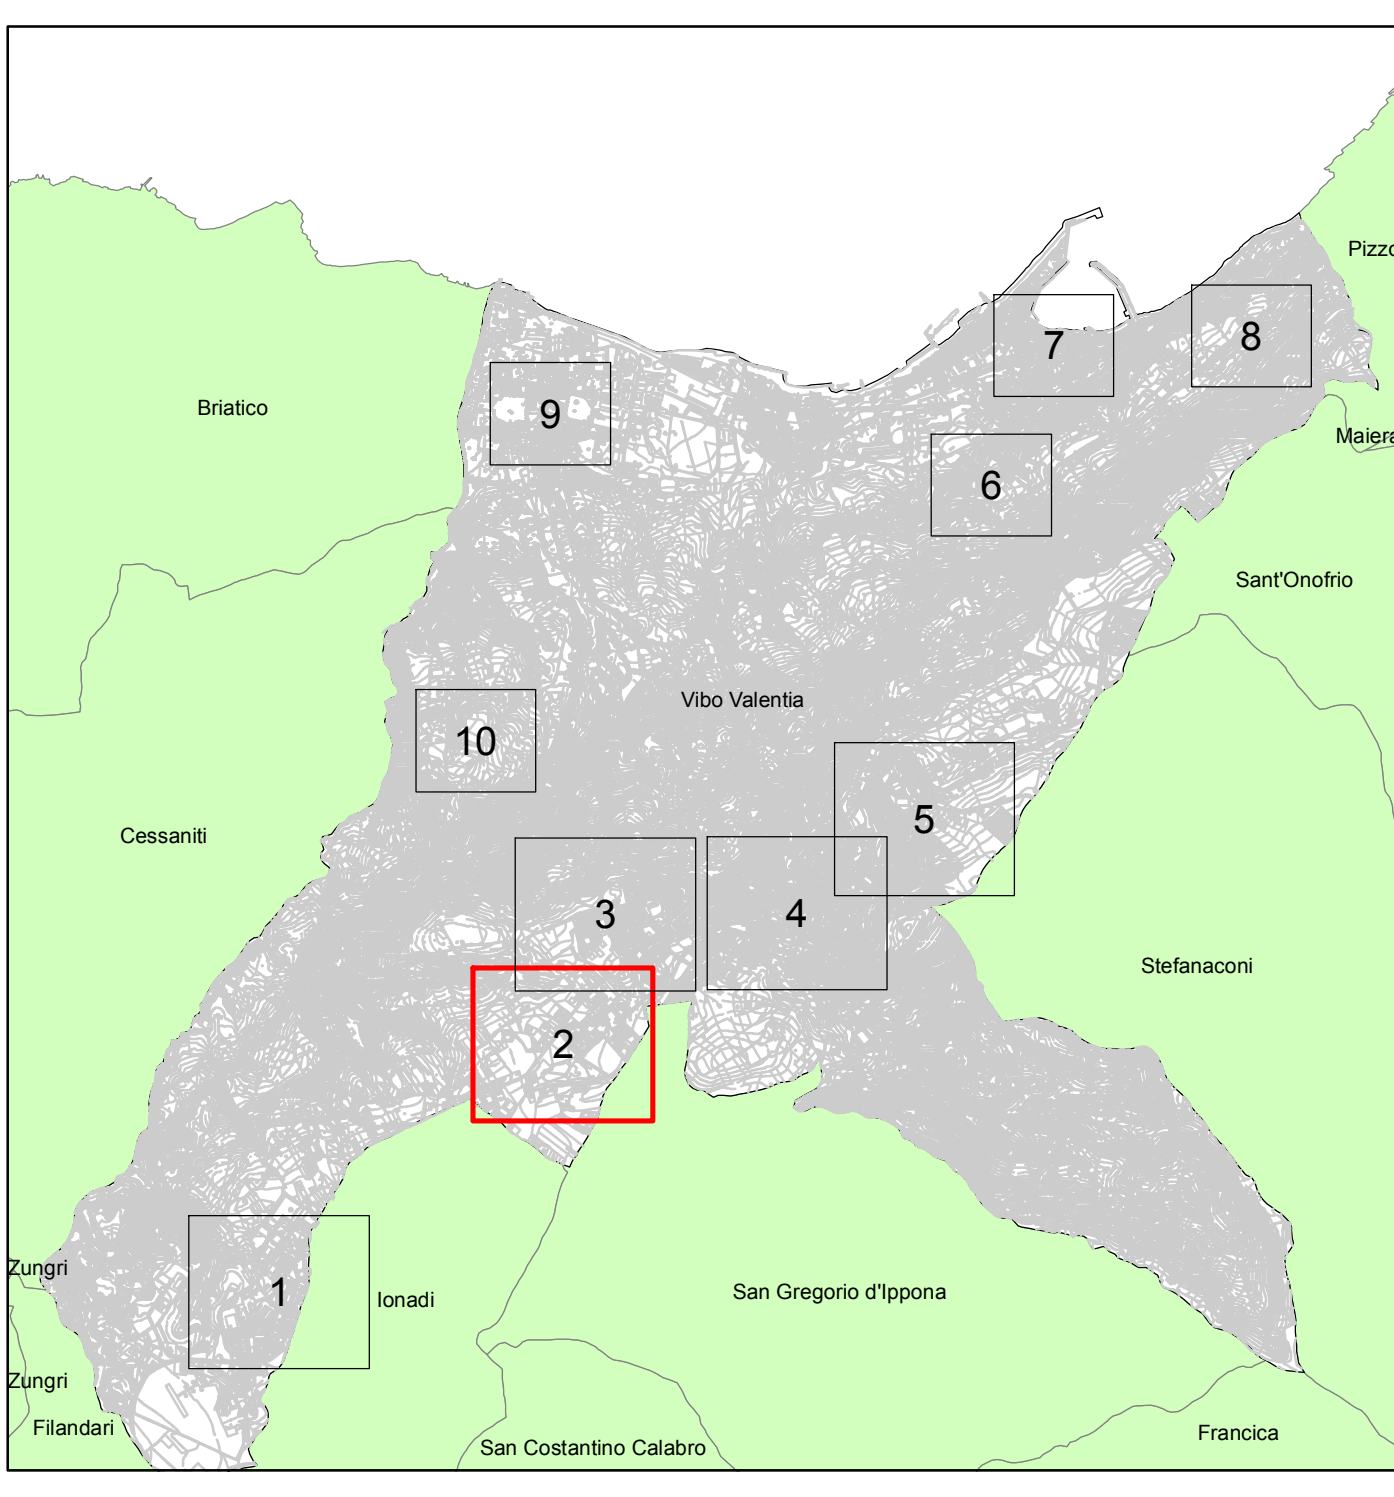 Pizzo
8
7
Briatico
9
Maiera
6
Sant'Onofrio
Vibo Valentia
10
5
Cessaniti
3
4
Stefanaconi
2
Zungri
1
Ionadi
San Gregorio d'Ippona
Zungri
Filandari
Francica
San Costantino Calabro